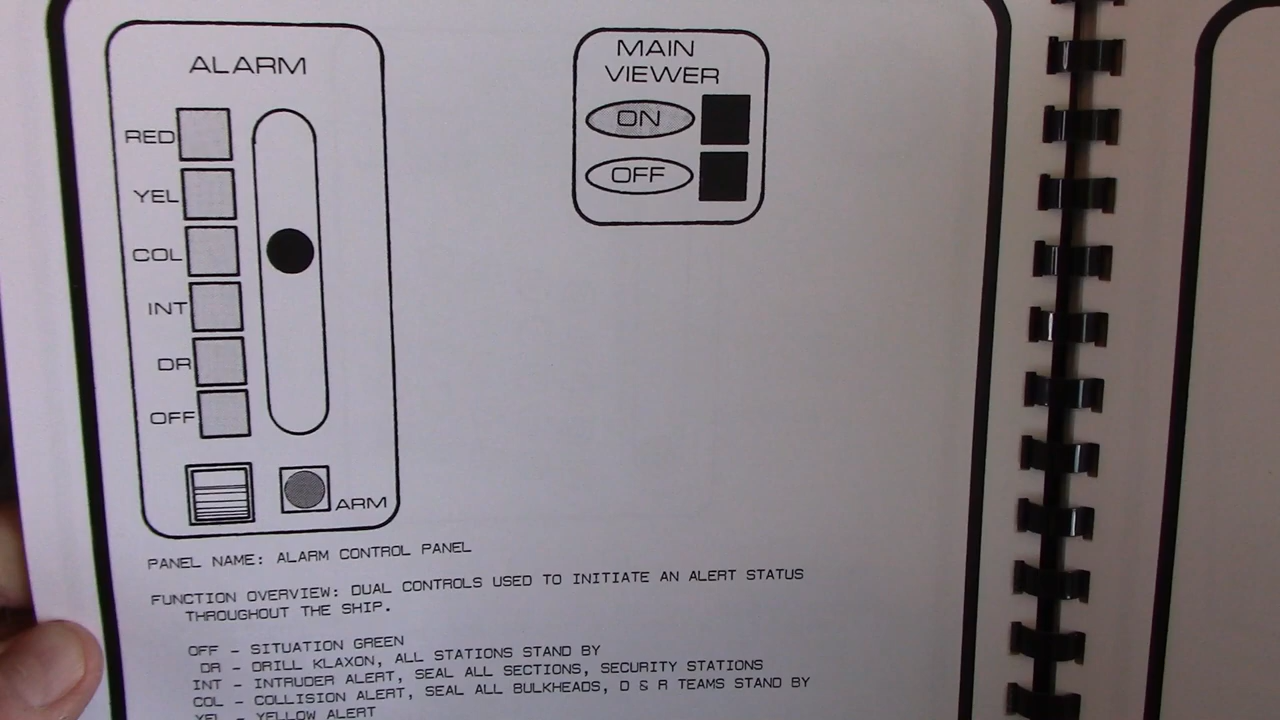 ALARM
RED
YEL
COL
INT
DR
OFF
ARM
MAIN
VIEWER
ON
OFF
PANEL NAME: ALARM CONTROL PANEL
FUNCTION OVERVIEW: DUAL CONTROLS USED TO INITIATE AN ALERT STATUS
THROUGHOUT THE SHIP.
OFF - SITUATION GREEN
DR - DRILL KLAXON, ALL STATIONS STAND BY
INT - INTRUDER ALERT, SEAL ALL SECTIONS, SECURITY STATIONS
COL - COLLISION ALERT, SEAL ALL BULKHEADS, D & R TEAMS STAND BY
YEL - YELLOW ALERT